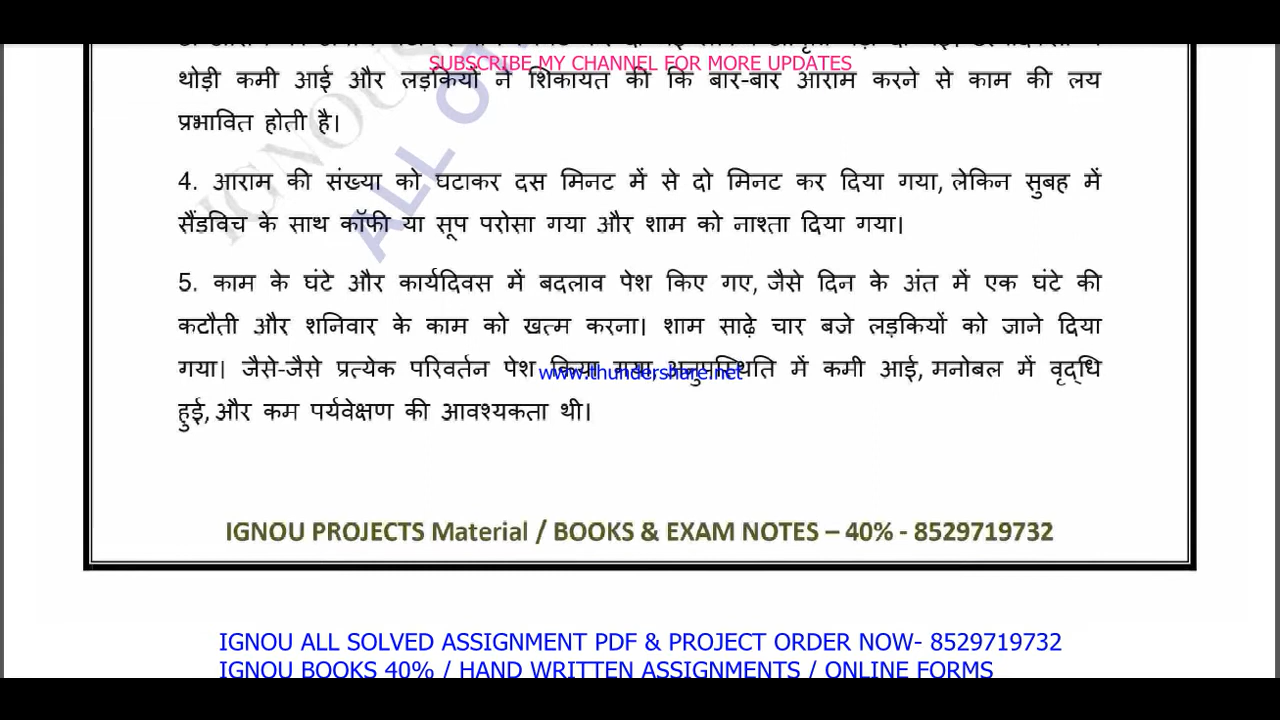 SUBSCRIBE MY CHANNEL FOR MORE UPDATES
थोड़ी कमी आई और लड़कियों ने शिकायत की कि बार-बार आराम करने से काम की लय
प्रभावित होती है।
4. आराम की संख्या को घटाकर दस मिनट में से दो मिनट कर दिया गया, लेकिन सुबह में
सैंडविच के साथ कॉफी या सूप परोसा गया और शाम को नाश्ता दिया गया।
5. काम के घंटे और कार्यदिवस में बदलाव पेश किए गए, जैसे दिन के अंत में एक घंटे की
कटौती और शनिवार के काम को खत्म करना। शाम साढ़े चार बजे लड़कियों को जाने दिया
गया। जैसे-जैसे प्रत्येक परिवर्तन पेश किया गया, अनुपस्थिति में कमी आई, मनोबल में वृद्धि
www.thundershare.net
हुई, और कम पर्यवेक्षण की आवश्यकता थी।
IGNOU PROJECTS Material / BOOKS & EXAM NOTES – 40% - 8529719732
IGNOU ALL SOLVED ASSIGNMENT PDF & PROJECT ORDER NOW- 8529719732
IGNOU BOOKS 40% / HAND WRITTEN ASSIGNMENTS / ONLINE FORMS